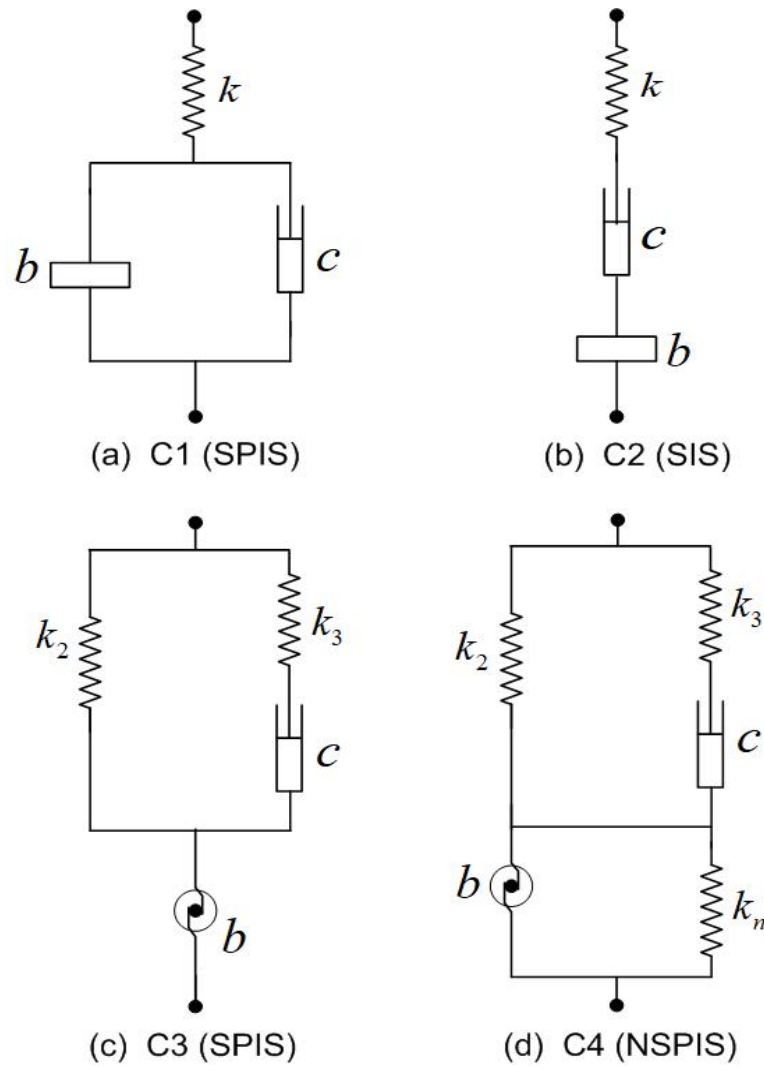 k
k
b
c
c
b
(a) C1 (SPIS)
(b) C2 (SIS)
k₂
k₃
c
b
k₂
k₃
c
b
kₙ
(c) C3 (SPIS)
(d) C4 (NSPIS)